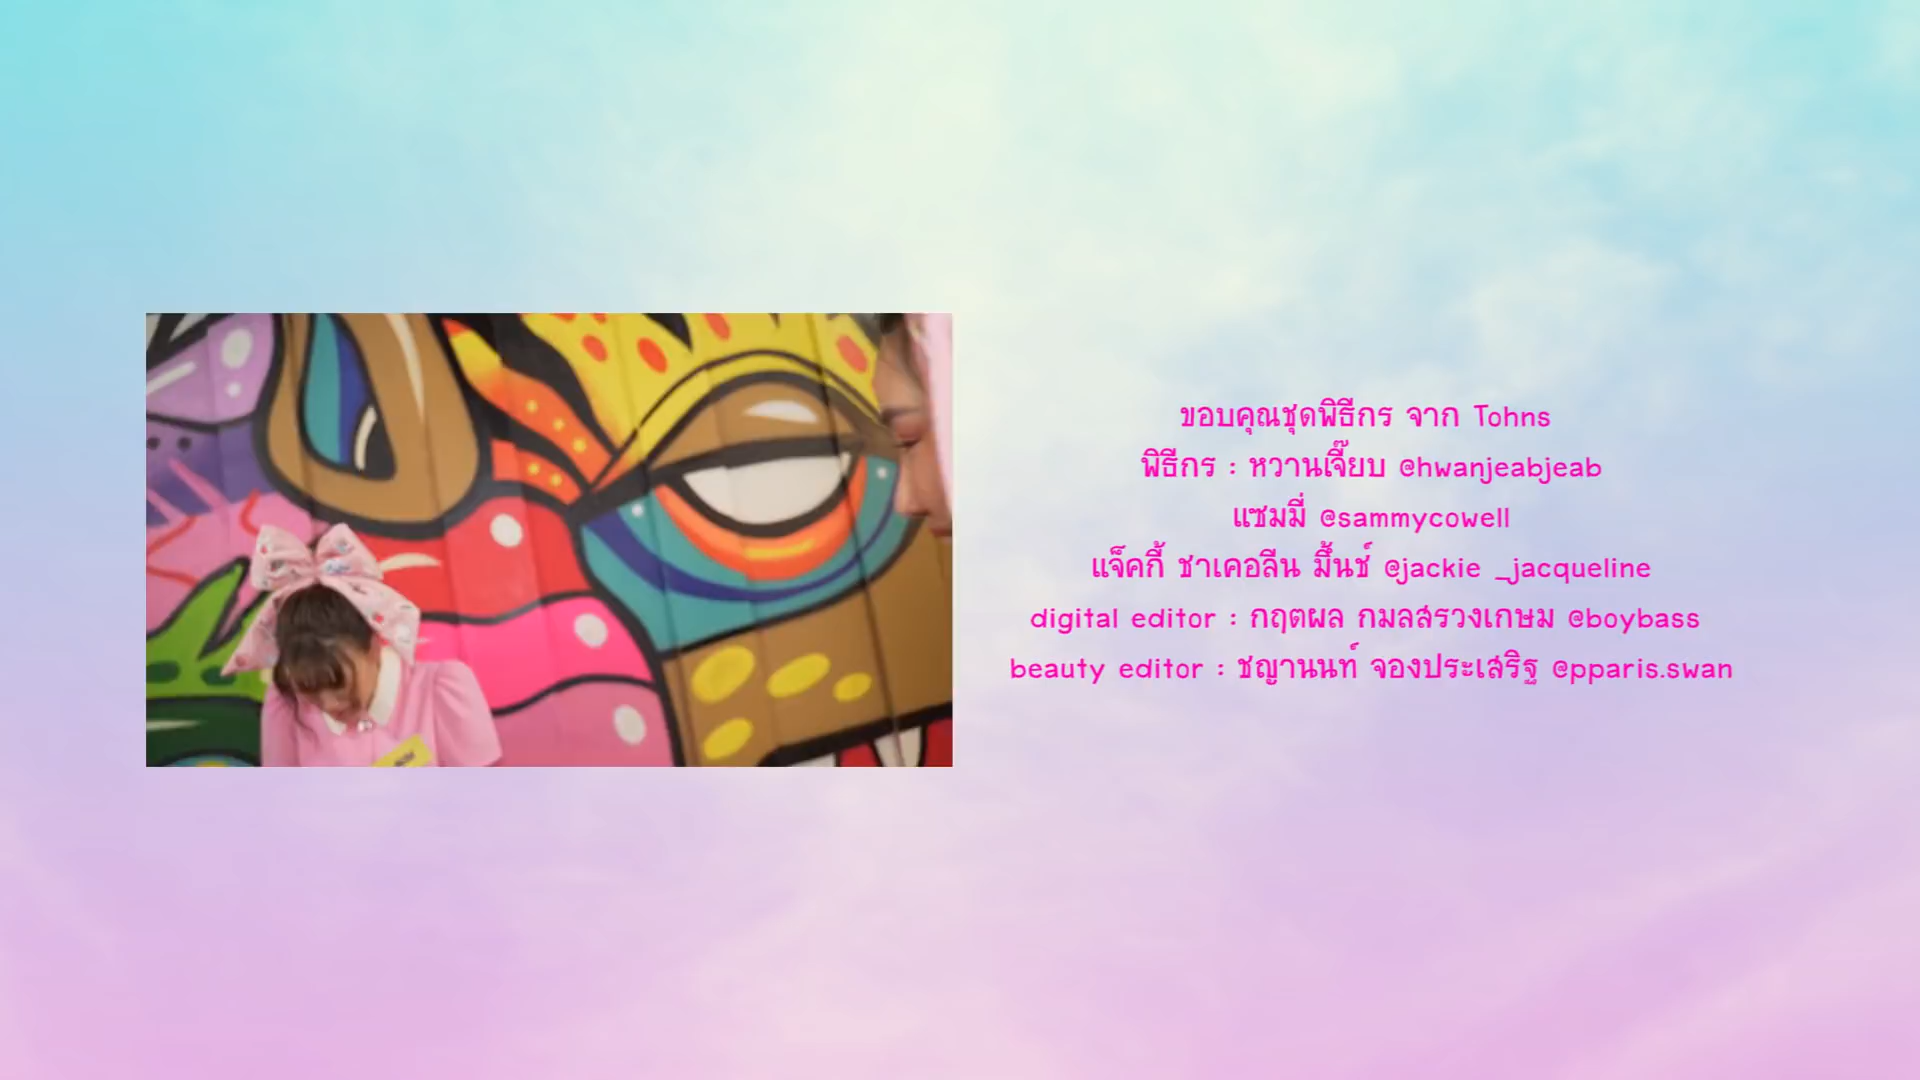 ขอบคุณชุดพิธีกร จาก Tohns
พิธีกร : หวานเจี๊ยบ @hwanjeabjeab
แซมมี่ @sammycowell
แจ็คกี้ ชาเคอลีน มึ้นช์ @jackie _jacqueline
digital editor : กฤตผล กมลสรวงเกษม @boybass
beauty editor : ชญานนท์ จองประเสริฐ @pparis.swan